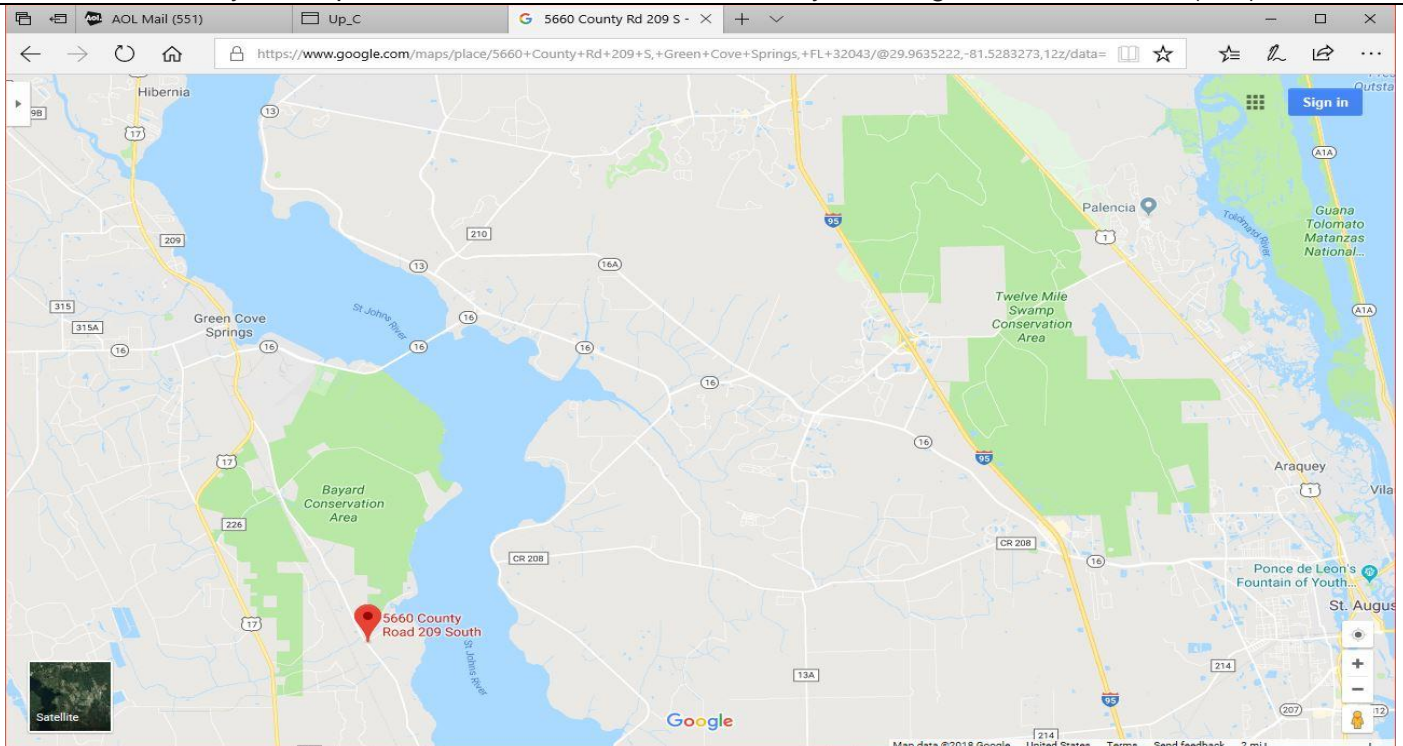 AOL Mail (551)
Up_C
5660 County Rd 209 S -
https://www.google.com/maps/place/5660+County+Rd+209+S,+Green+Cove+Springs,+FL+32043/@29.9635222,-81.5283273,12z/data=
Sign in
Outsta
Hibernia
9B
17
13
A1A
Palencia
95
1
Tolomato River
Guana
Tolomato
Matanzas
National...
209
210
13
16A
315
315A
Green Cove
Springs
16
16
St Johns River
16
16
16
Twelve Mile
Swamp
Conservation
Area
A1A
16
16
95
17
Bayard
Conservation
Area
226
Araquey
1
Vila
CR 208
CR 208
16
Ponce de Leon's
Fountain of Youth...
St. Augus
5660 County
Road 209 South
17
St Johns River
13A
214
95
207
Satellite
Google
214
Map data ©2018 Google United States Terms Send feedback 2 mi